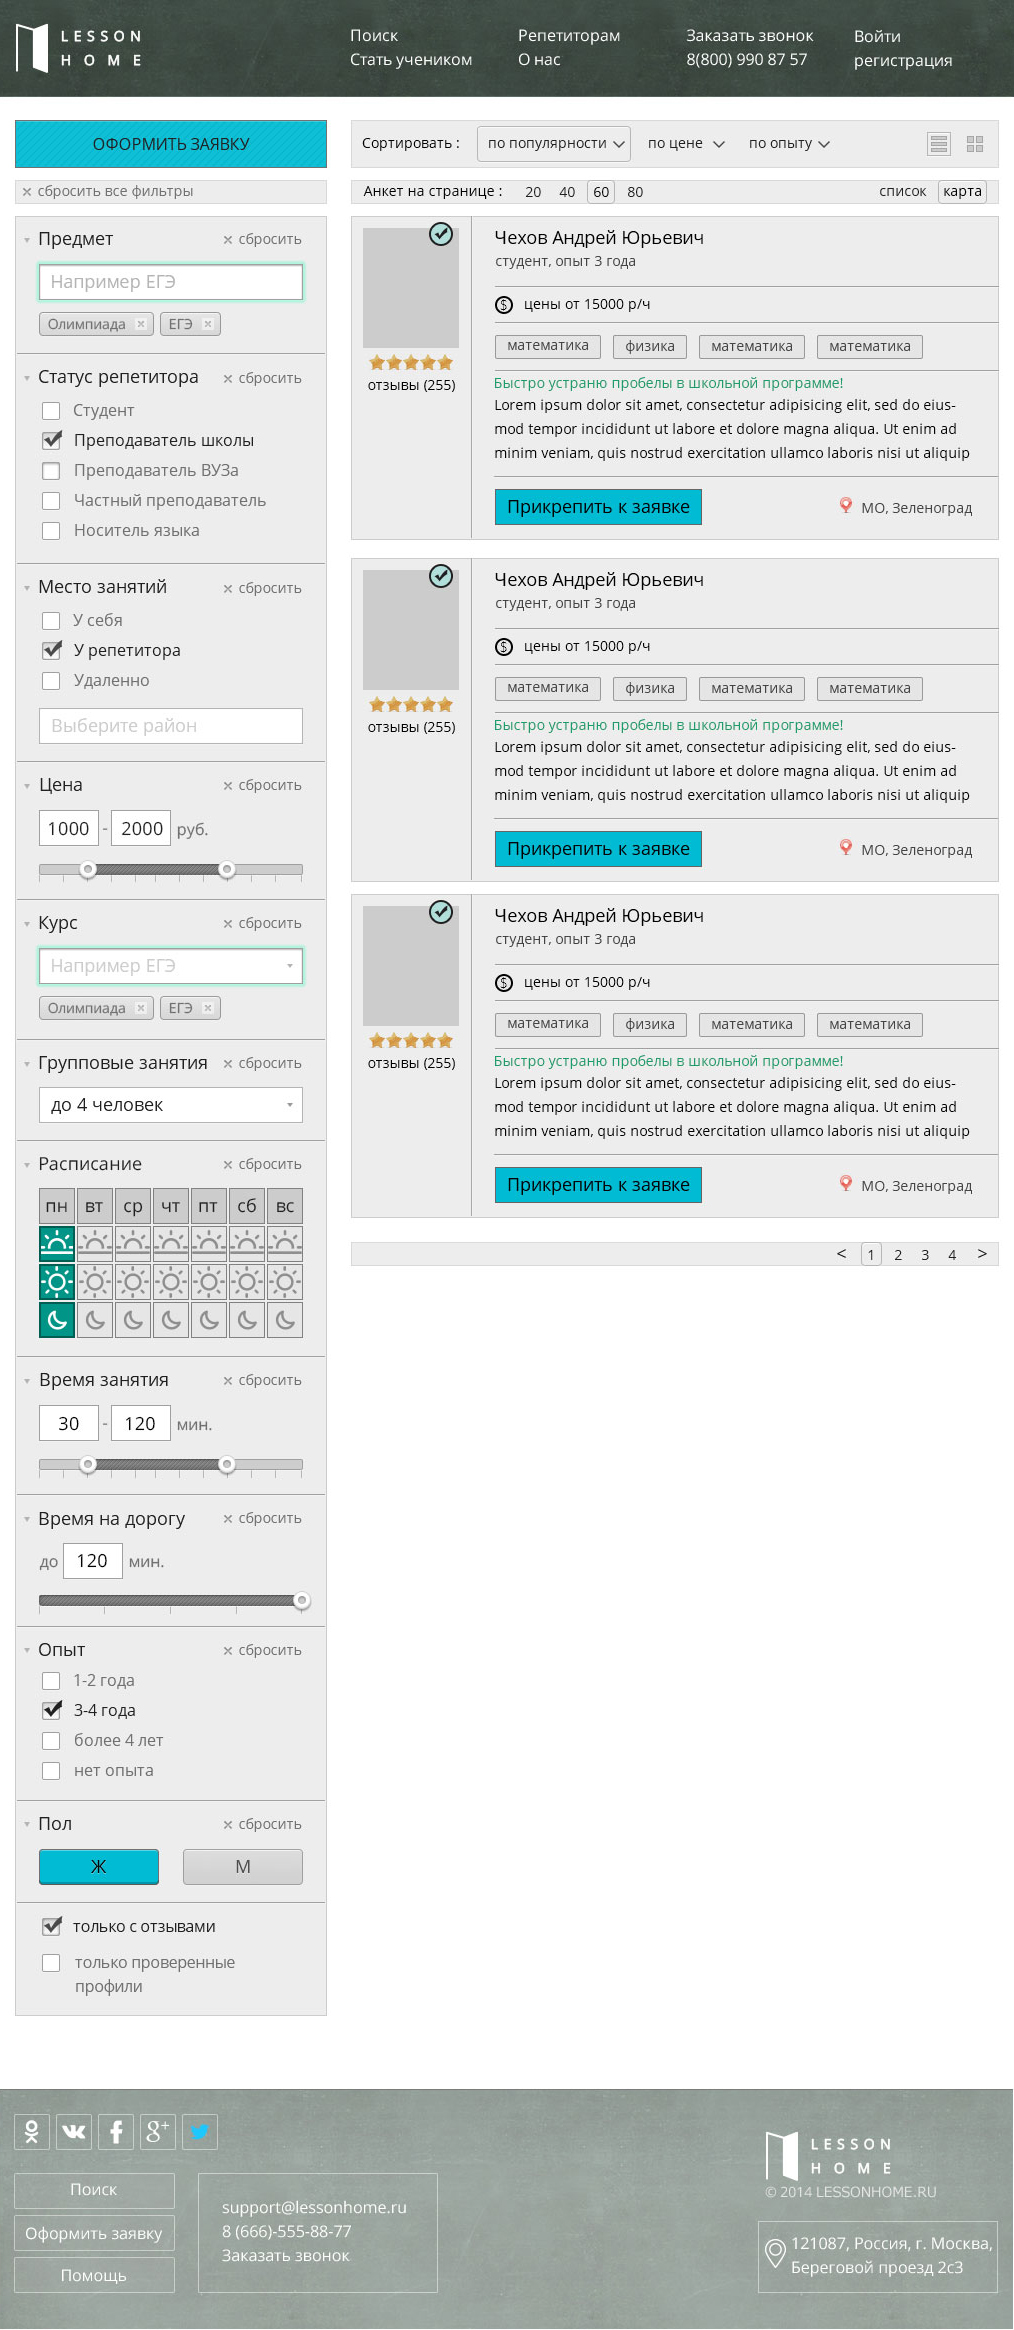 LESSON
HOME
Поиск
Стать учеником
Репетиторам
О нас
Заказать звонок
8(800) 990 87 57
Войти
регистрация
ОФОРМИТЬ ЗАЯВКУ
сбросить все фильтры
Предмет
сбросить
Например ЕГЭ
Олимпиада
ЕГЭ
Статус репетитора
сбросить
Студент
Преподаватель школы
Преподаватель ВУЗа
Частный преподаватель
Носитель языка
Место занятий
сбросить
У себя
У репетитора
Удаленно
Выберите район
Цена
сбросить
1000 - 2000 руб.
Курс
сбросить
Например ЕГЭ
Олимпиада
ЕГЭ
Групповые занятия
сбросить
до 4 человек
Расписание
сбросить
пн вт ср чт пт сб вс
Время занятия
сбросить
30 - 120 мин.
Время на дорогу
сбросить
до 120 мин.
Опыт
сбросить
1-2 года
3-4 года
более 4 лет
нет опыта
Пол
сбросить
Ж
М
только с отзывами
только проверенные
профили
Сортировать : по популярности по цене по опыту
Анкет на странице : 20 40 60 80 список карта
отзывы (255)
Чехов Андрей Юрьевич
студент, опыт 3 года
$ цены от 15000 р/ч
математика физика математика математика
Быстро устраню пробелы в школьной программе!
Lorem ipsum dolor sit amet, consectetur adipisicing elit, sed do eius-
mod tempor incididunt ut labore et dolore magna aliqua. Ut enim ad
minim veniam, quis nostrud exercitation ullamco laboris nisi ut aliquip
Прикрепить к заявке
МО, Зеленоград
отзывы (255)
Чехов Андрей Юрьевич
студент, опыт 3 года
$ цены от 15000 р/ч
математика физика математика математика
Быстро устраню пробелы в школьной программе!
Lorem ipsum dolor sit amet, consectetur adipisicing elit, sed do eius-
mod tempor incididunt ut labore et dolore magna aliqua. Ut enim ad
minim veniam, quis nostrud exercitation ullamco laboris nisi ut aliquip
Прикрепить к заявке
МО, Зеленоград
отзывы (255)
Чехов Андрей Юрьевич
студент, опыт 3 года
$ цены от 15000 р/ч
математика физика математика математика
Быстро устраню пробелы в школьной программе!
Lorem ipsum dolor sit amet, consectetur adipisicing elit, sed do eius-
mod tempor incididunt ut labore et dolore magna aliqua. Ut enim ad
minim veniam, quis nostrud exercitation ullamco laboris nisi ut aliquip
Прикрепить к заявке
МО, Зеленоград
< 1 2 3 4 >
Поиск
Оформить заявку
Помощь
support@lessonhome.ru
8 (666)-555-88-77
Заказать звонок
LESSON
HOME
© 2014 LESSONHOME.RU
121087, Россия, г. Москва,
Береговой проезд 2с3